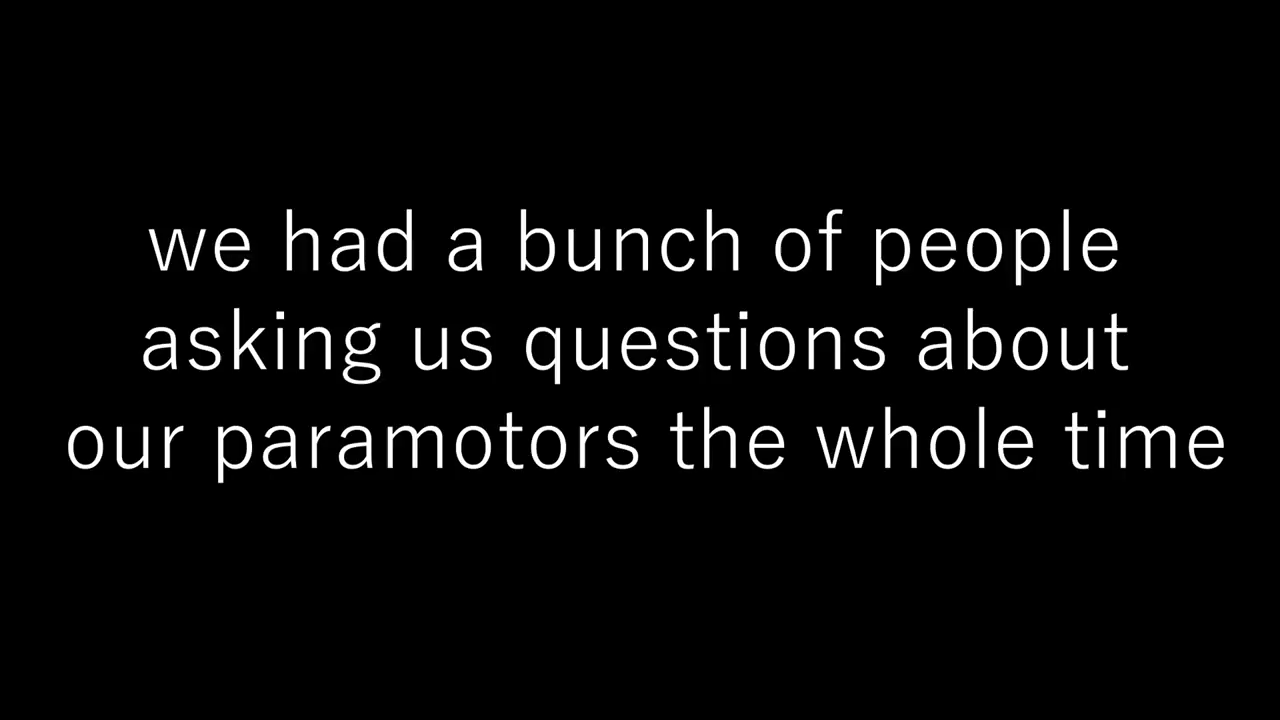 we had a bunch of people
asking us questions about
our paramotors the whole time